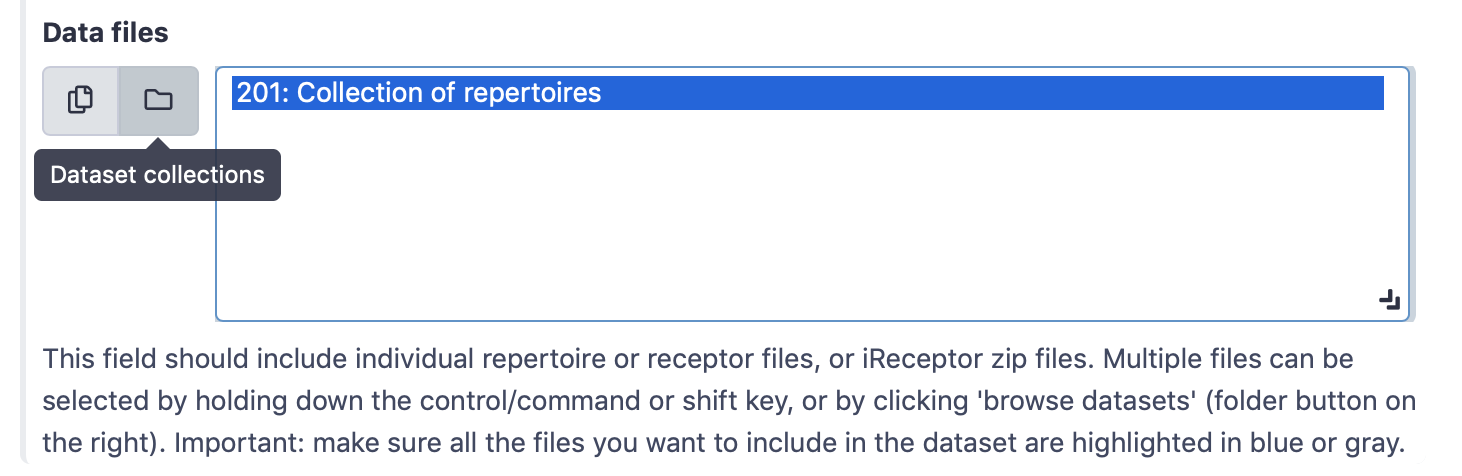 Data files
201: Collection of repertoires
Dataset collections
This field should include individual repertoire or receptor files, or iReceptor zip files. Multiple files can be
selected by holding down the control/command or shift key, or by clicking 'browse datasets' (folder button on
the right). Important: make sure all the files you want to include in the dataset are highlighted in blue or gray.